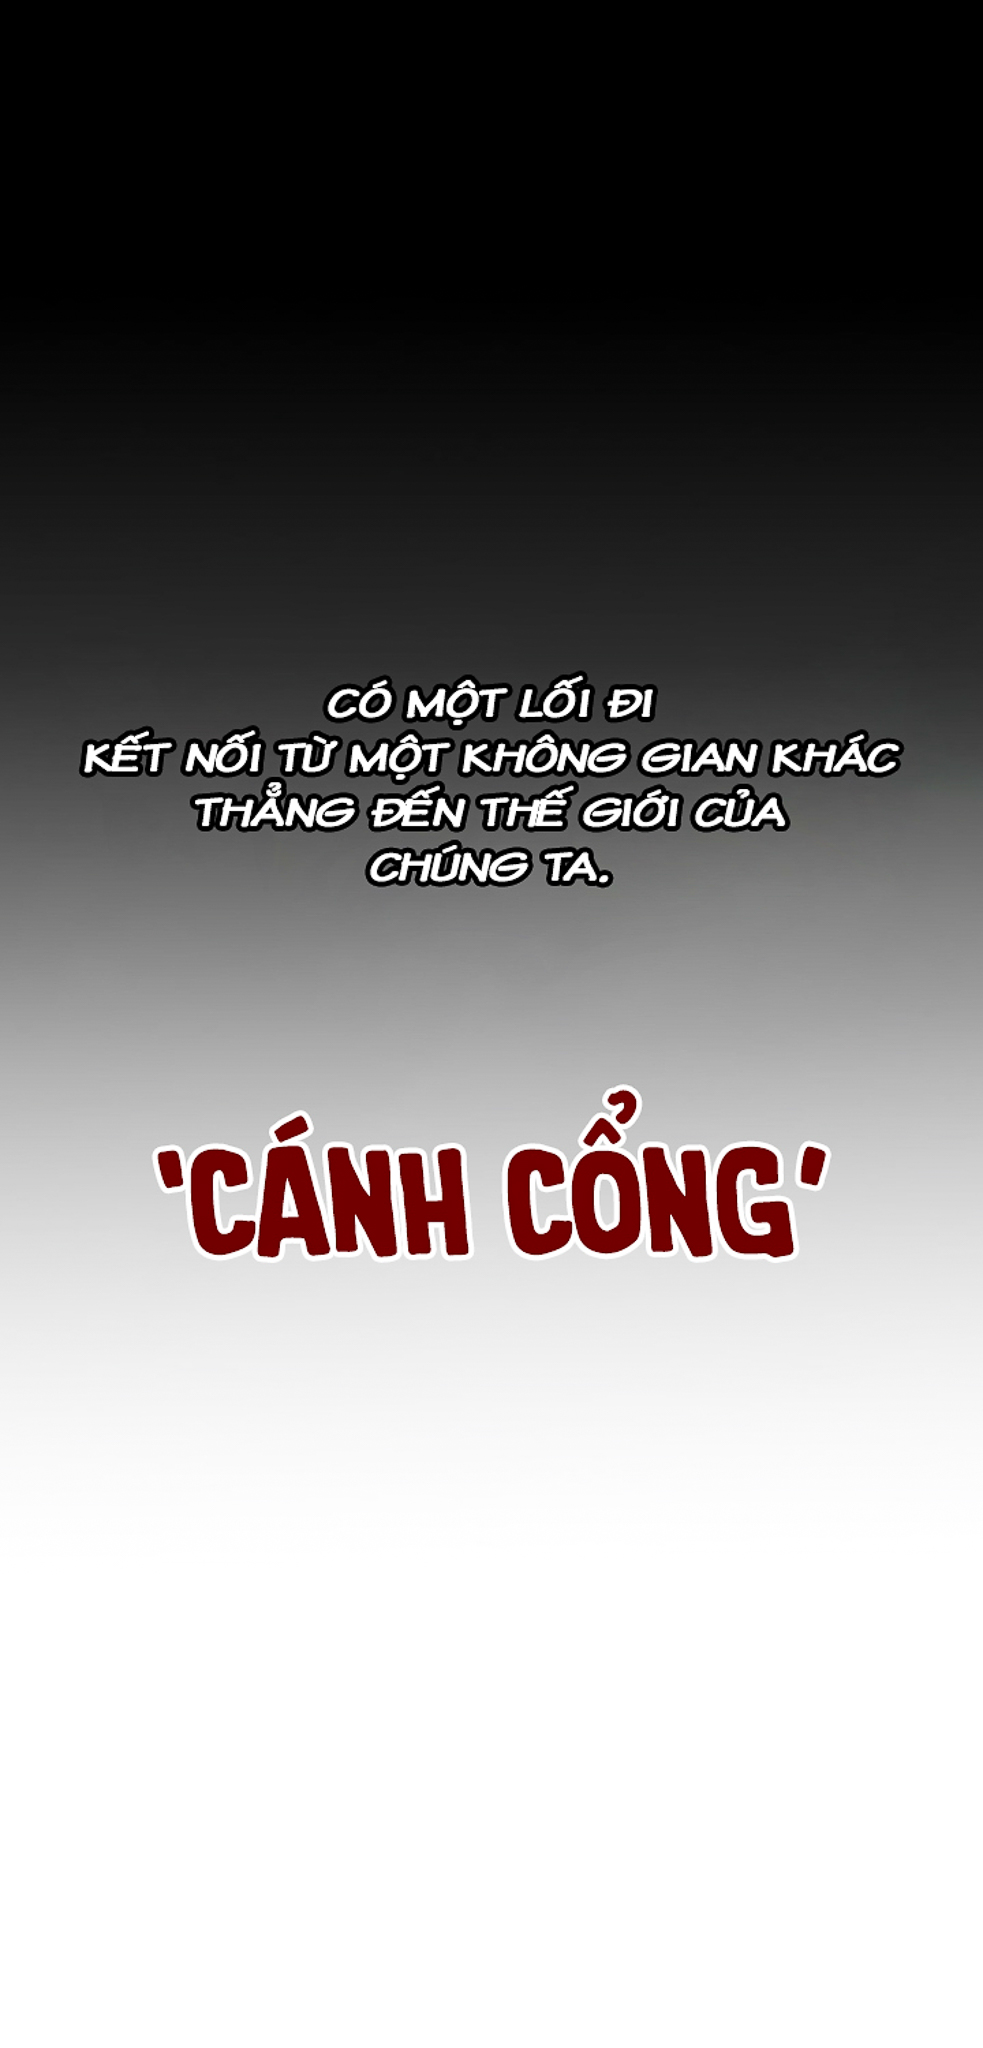 CÓ MỘT LỐI ĐI
KẾT NỐI TỪ MỘT KHÔNG GIAN KHÁC
THẲNG ĐẾN THẾ GIỚI CỦA
CHÚNG TA.
'CÁNH CỔNG'